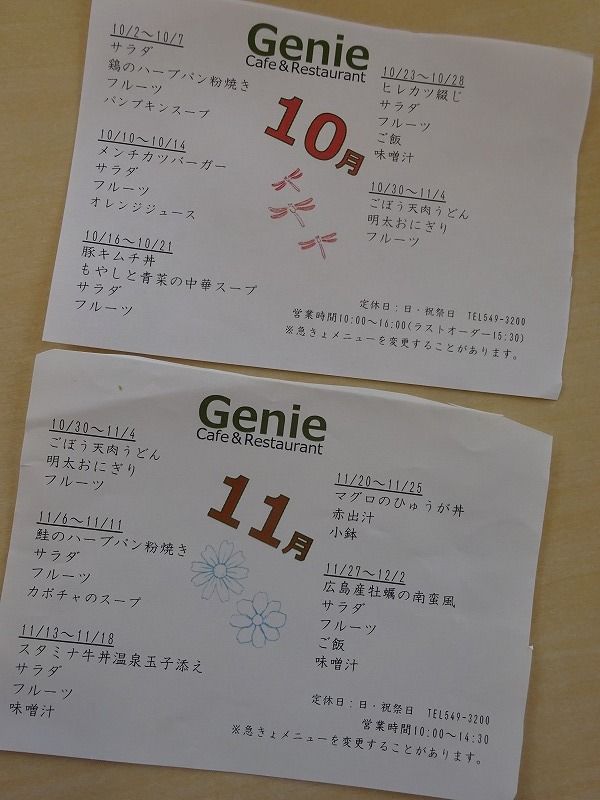 Genie
Cafe&Restaurant
10月
10/2～10/7
サラダ
鶏のハーブパン粉焼き
フルーツ
パンプキンスープ
10/10～10/14
メンチカツバーガー
サラダ
フルーツ
オレンジジュース
10/16～10/21
豚キムチ丼
もやしと青菜の中華スープ
サラダ
フルーツ
10/23～10/28
ヒレカツ綴じ
サラダ
フルーツ
ご飯
味噌汁
10/30～11/4
ごぼう天肉うどん
明太おにぎり
フルーツ
定休日：日・祝祭日 TEL549-3200
営業時間10:00～16:00(ラストオーダー15:30)
※急きょメニューを変更することがあります。
Genie
Cafe&Restaurant
11月
10/30～11/4
ごぼう天肉うどん
明太おにぎり
フルーツ
11/6～11/11
鮭のハーブパン粉焼き
サラダ
フルーツ
カボチャのスープ
11/13～11/18
スタミナ牛丼温泉玉子添え
サラダ
フルーツ
味噌汁
11/20～11/25
マグロのひゅうが丼
赤出汁
小鉢
11/27～12/2
広島産牡蠣の南蛮風
サラダ
フルーツ
ご飯
味噌汁
定休日：日・祝祭日 TEL549-3200
営業時間10:00～14:30
※急きょメニューを変更することがあります。